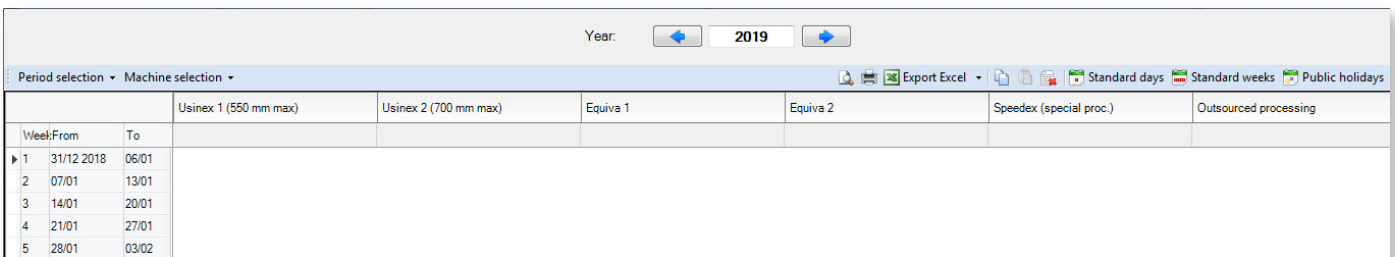 Year: 2019
Period selection Machine selection Export Excel Standard days Standard weeks Public holidays
Usinex 1 (550 mm max) Usinex 2 (700 mm max) Equiva 1 Equiva 2 Speedex (special proc.) Outsourced processing
Week From To
1 31/12 2018 06/01
2 07/01 13/01
3 14/01 20/01
4 21/01 27/01
5 28/01 03/02